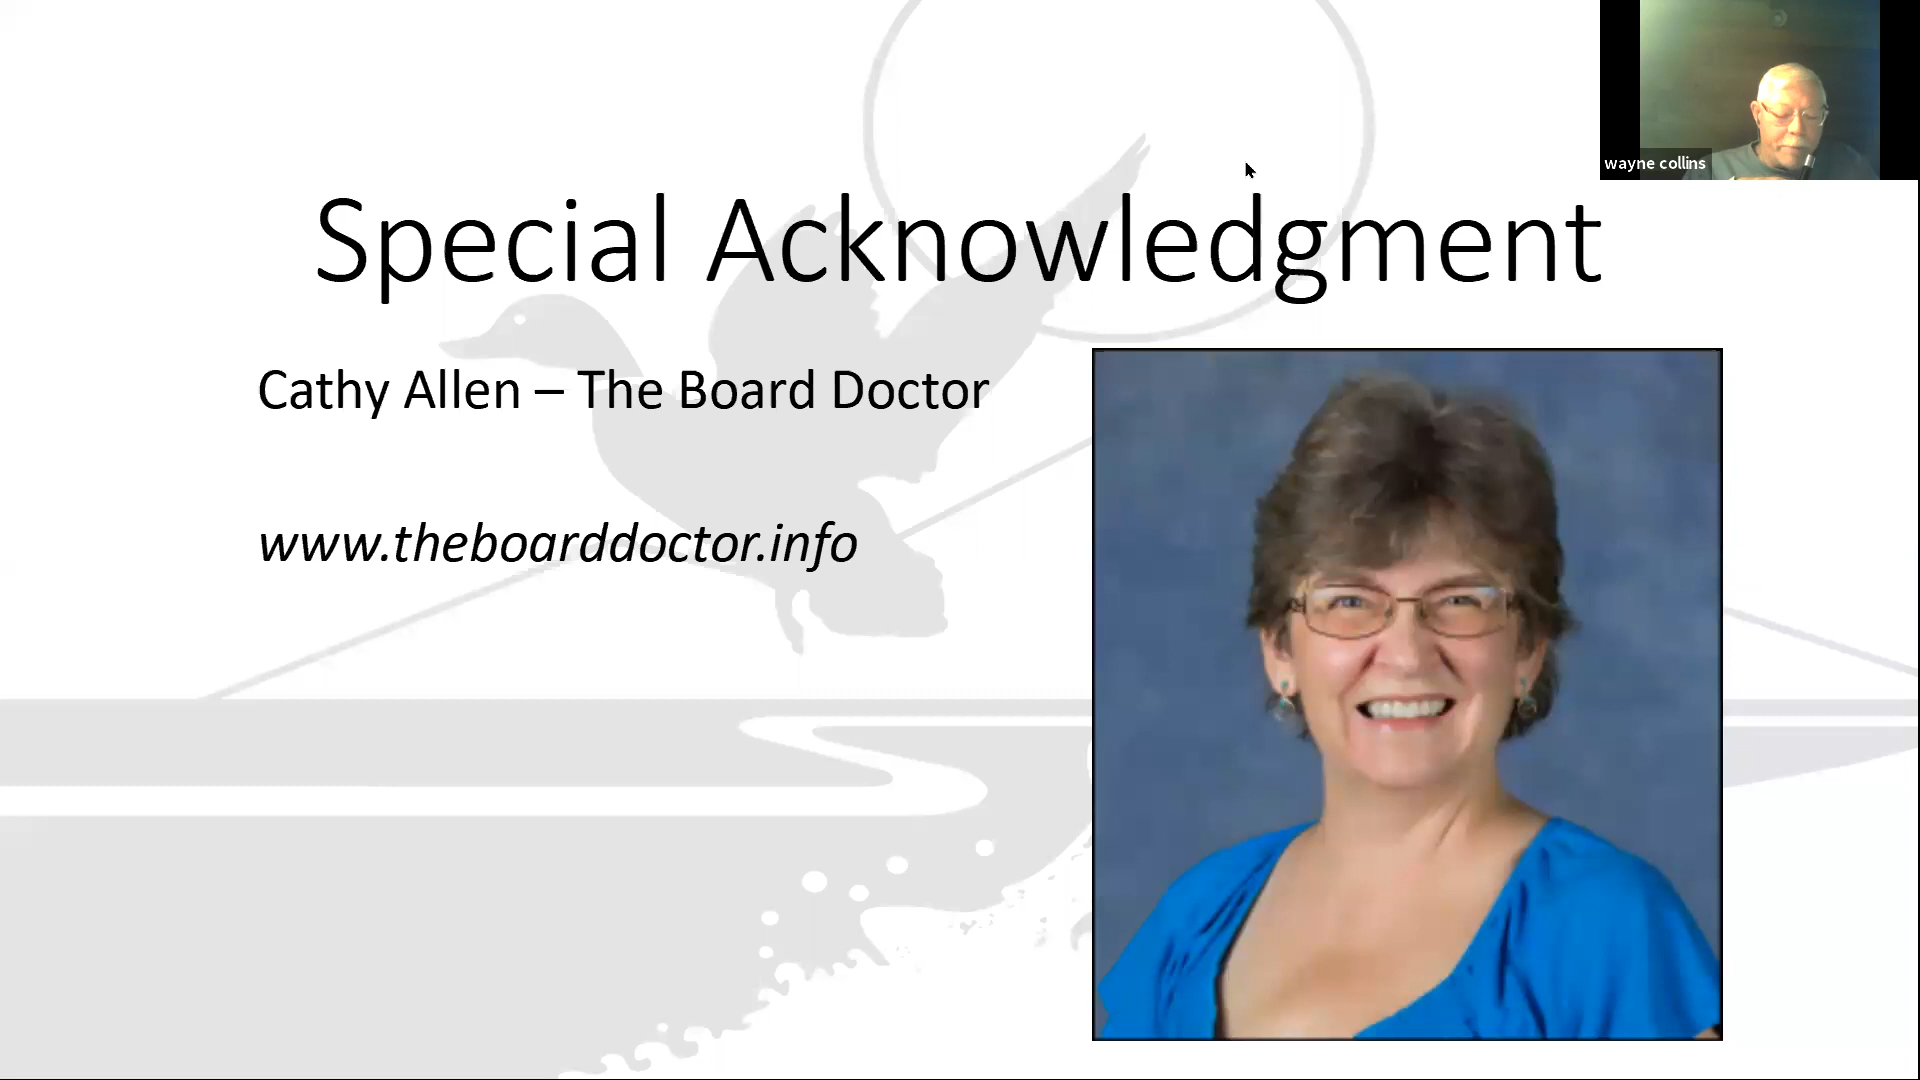 wayne collins
Special Acknowledgment
Cathy Allen – The Board Doctor
www.theboarddoctor.info